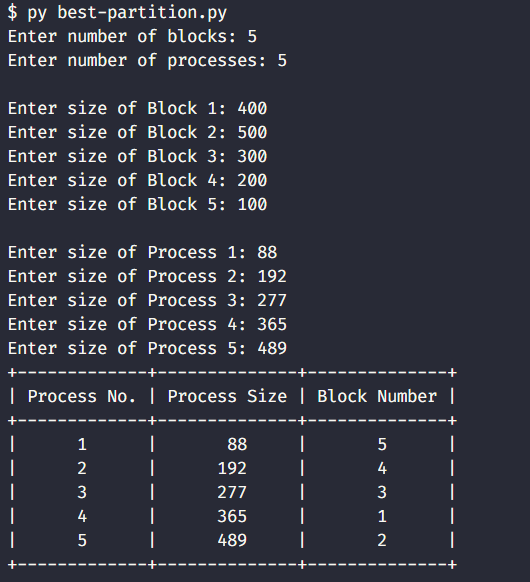 $ py best-partition.py
Enter number of blocks: 5
Enter number of processes: 5
Enter size of Block 1: 400
Enter size of Block 2: 500
Enter size of Block 3: 300
Enter size of Block 4: 200
Enter size of Block 5: 100
Enter size of Process 1: 88
Enter size of Process 2: 192
Enter size of Process 3: 277
Enter size of Process 4: 365
Enter size of Process 5: 489
+-------------+--------------+--------------+
| Process No. | Process Size | Block Number |
+-------------+--------------+--------------+
|      1      |      88      |      5       |
|      2      |     192      |      4       |
|      3      |     277      |      3       |
|      4      |     365      |      1       |
|      5      |     489      |      2       |
+-------------+--------------+--------------+